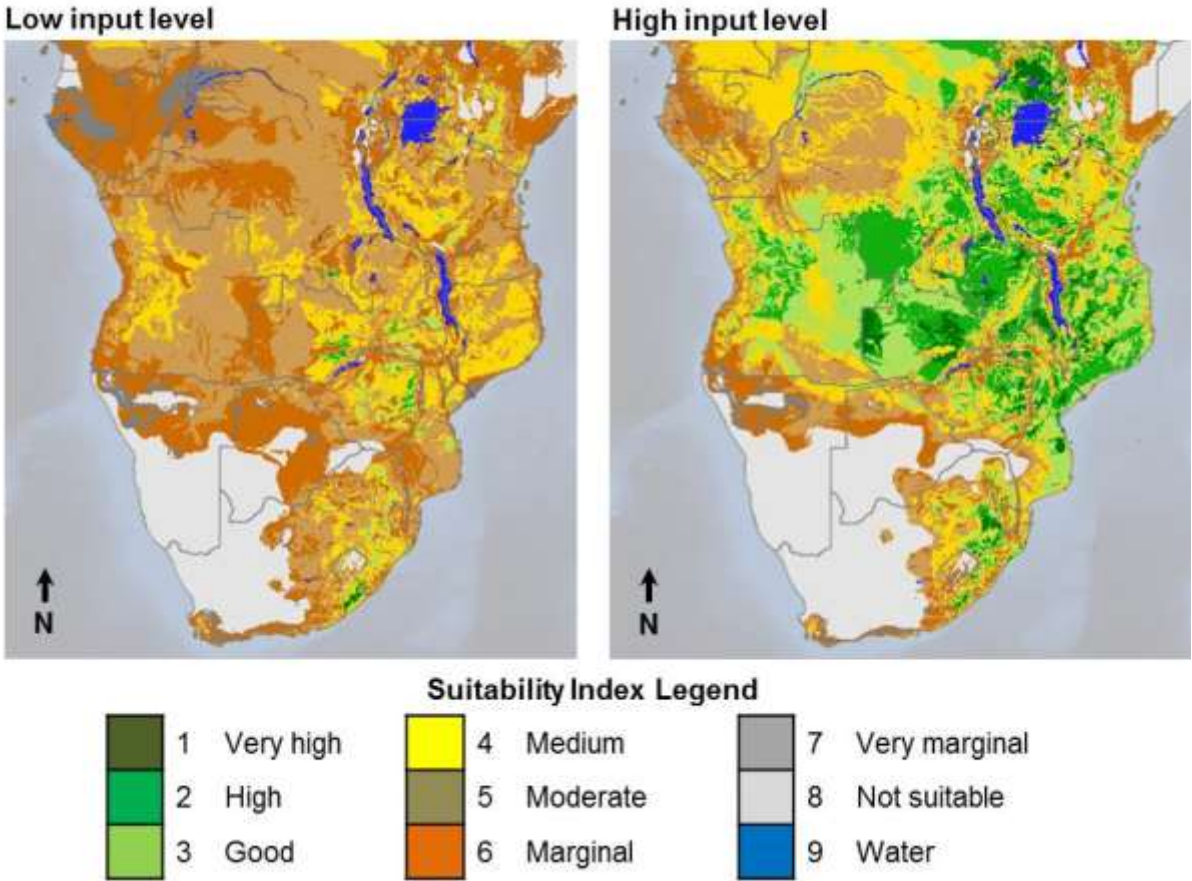 Low input level
High input level
N
N
Suitability Index Legend
1 Very high
2 High
3 Good
4 Medium
5 Moderate
6 Marginal
7 Very marginal
8 Not suitable
9 Water